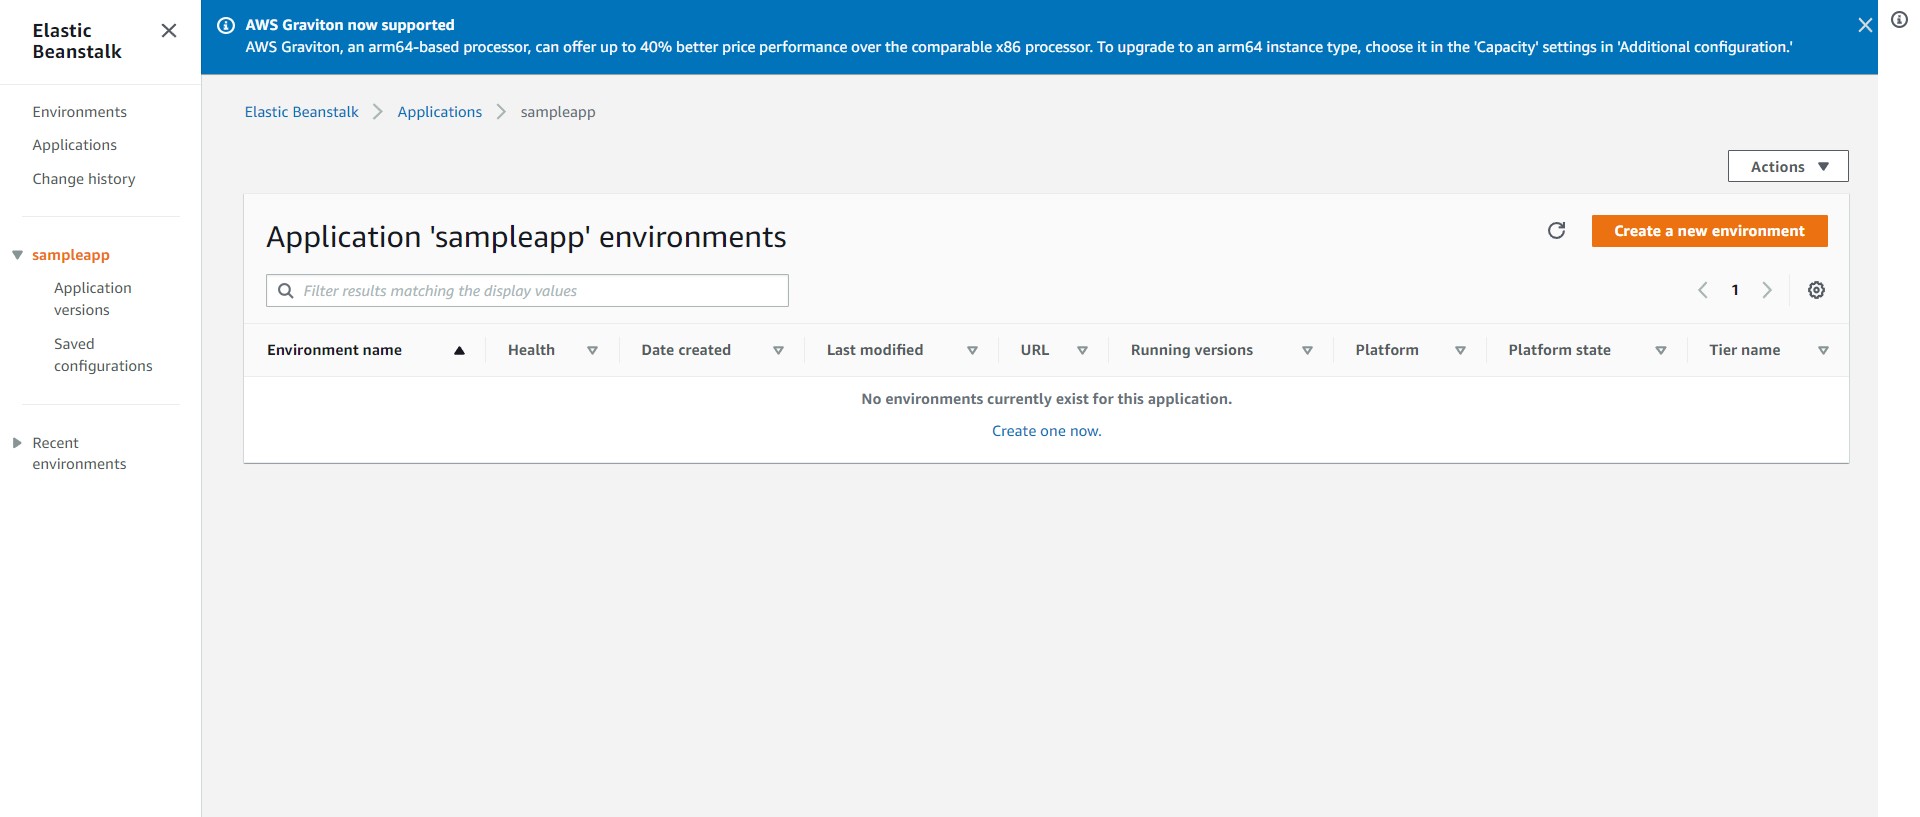 Elastic
Beanstalk
Environments
Applications
Change history
sampleapp
Application
versions
Saved
configurations
Recent
environments
AWS Graviton now supported
AWS Graviton, an arm64-based processor, can offer up to 40% better price performance over the comparable x86 processor. To upgrade to an arm64 instance type, choose it in the 'Capacity' settings in 'Additional configuration.'
Elastic Beanstalk Applications sampleapp
Actions
Application 'sampleapp' environments
Create a new environment
Filter results matching the display values
1
Environment name Health Date created Last modified URL Running versions Platform Platform state Tier name
No environments currently exist for this application.
Create one now.